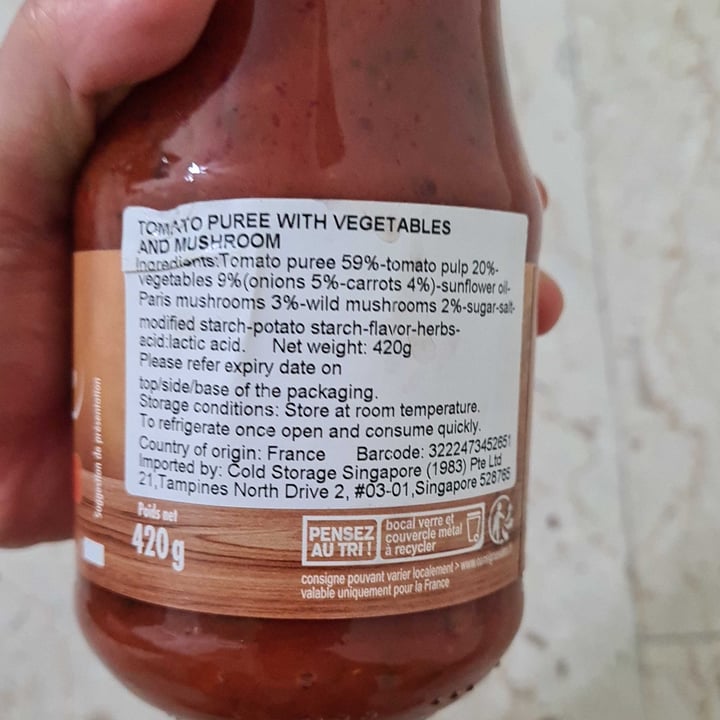 TOMATO PUREE WITH VEGETABLES
AND MUSHROOM
Ingredients:Tomato puree 59%-tomato pulp 20%-
vegetables 9%(onions 5%-carrots 4%)-sunflower oil-
Paris mushrooms 3%-wild mushrooms 2%-sugar-salt-
modified starch-potato starch-flavor-herbs-
acid:lactic acid. Net weight: 420g
Please refer expiry date on
top/side/base of the packaging.
Storage conditions: Store at room temperature.
To refrigerate once open and consume quickly.
Country of origin: France Barcode: 3222473452651
Imported by: Cold Storage Singapore (1983) Pte Ltd
21,Tampines North Drive 2, #03-01,Singapore 528765
Suggestion de présentation
Poids net
420 g
PENSEZ
AU TRI !
bocal verre et
couvercle métal
à recycler
consigne pouvant varier localement >
valable uniquement pour la France